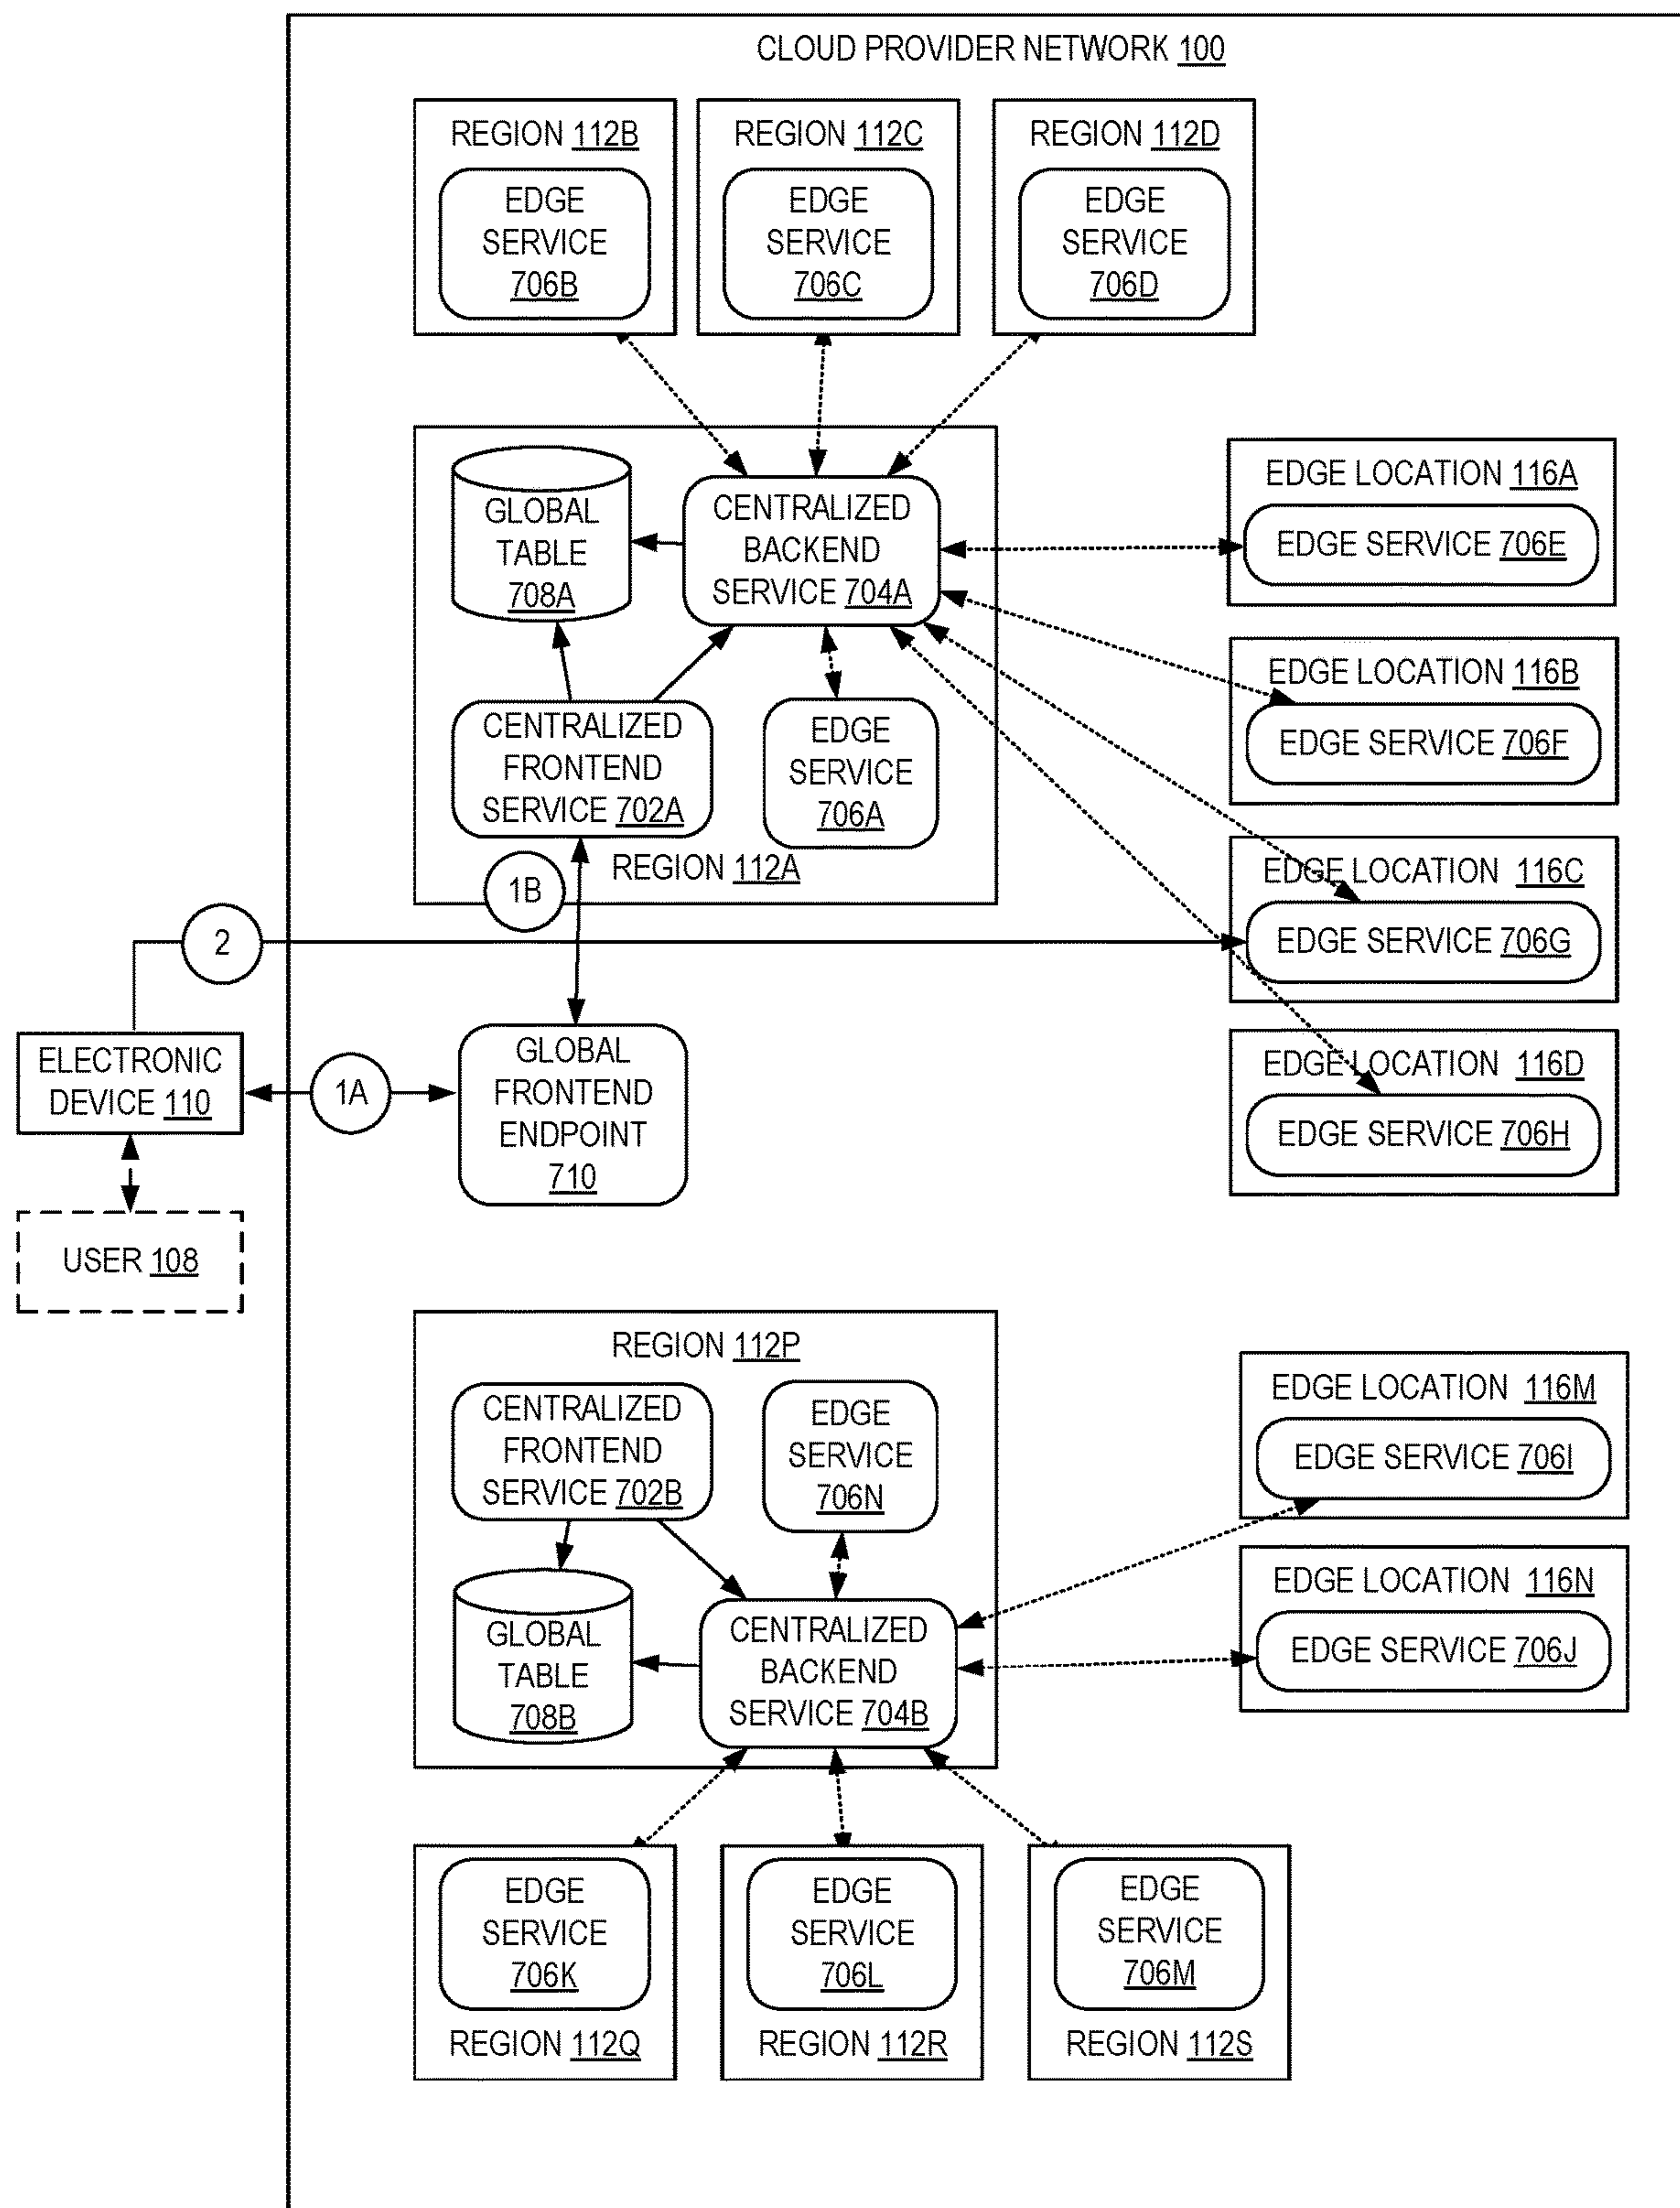 CLOUD PROVIDER NETWORK 100
REGION 112B
EDGE
SERVICE
706B
REGION 112C
EDGE
SERVICE
706C
REGION 112D
EDGE
SERVICE
706D
GLOBAL
TABLE
708A
CENTRALIZED
BACKEND
SERVICE 704A
CENTRALIZED
FRONTEND
SERVICE 702A
EDGE
SERVICE
706A
REGION 112A
EDGE LOCATION 116A
EDGE SERVICE 706E
EDGE LOCATION 116B
EDGE SERVICE 706F
EDGE LOCATION 116C
EDGE SERVICE 706G
EDGE LOCATION 116D
EDGE SERVICE 706H
1B
2
ELECTRONIC
DEVICE 110
1A
GLOBAL
FRONTEND
ENDPOINT
710
USER 108
REGION 112P
CENTRALIZED
FRONTEND
SERVICE 702B
EDGE
SERVICE
706N
GLOBAL
TABLE
708B
CENTRALIZED
BACKEND
SERVICE 704B
EDGE LOCATION 116M
EDGE SERVICE 706I
EDGE LOCATION 116N
EDGE SERVICE 706J
EDGE
SERVICE
706K
REGION 112Q
EDGE
SERVICE
706L
REGION 112R
EDGE
SERVICE
706M
REGION 112S